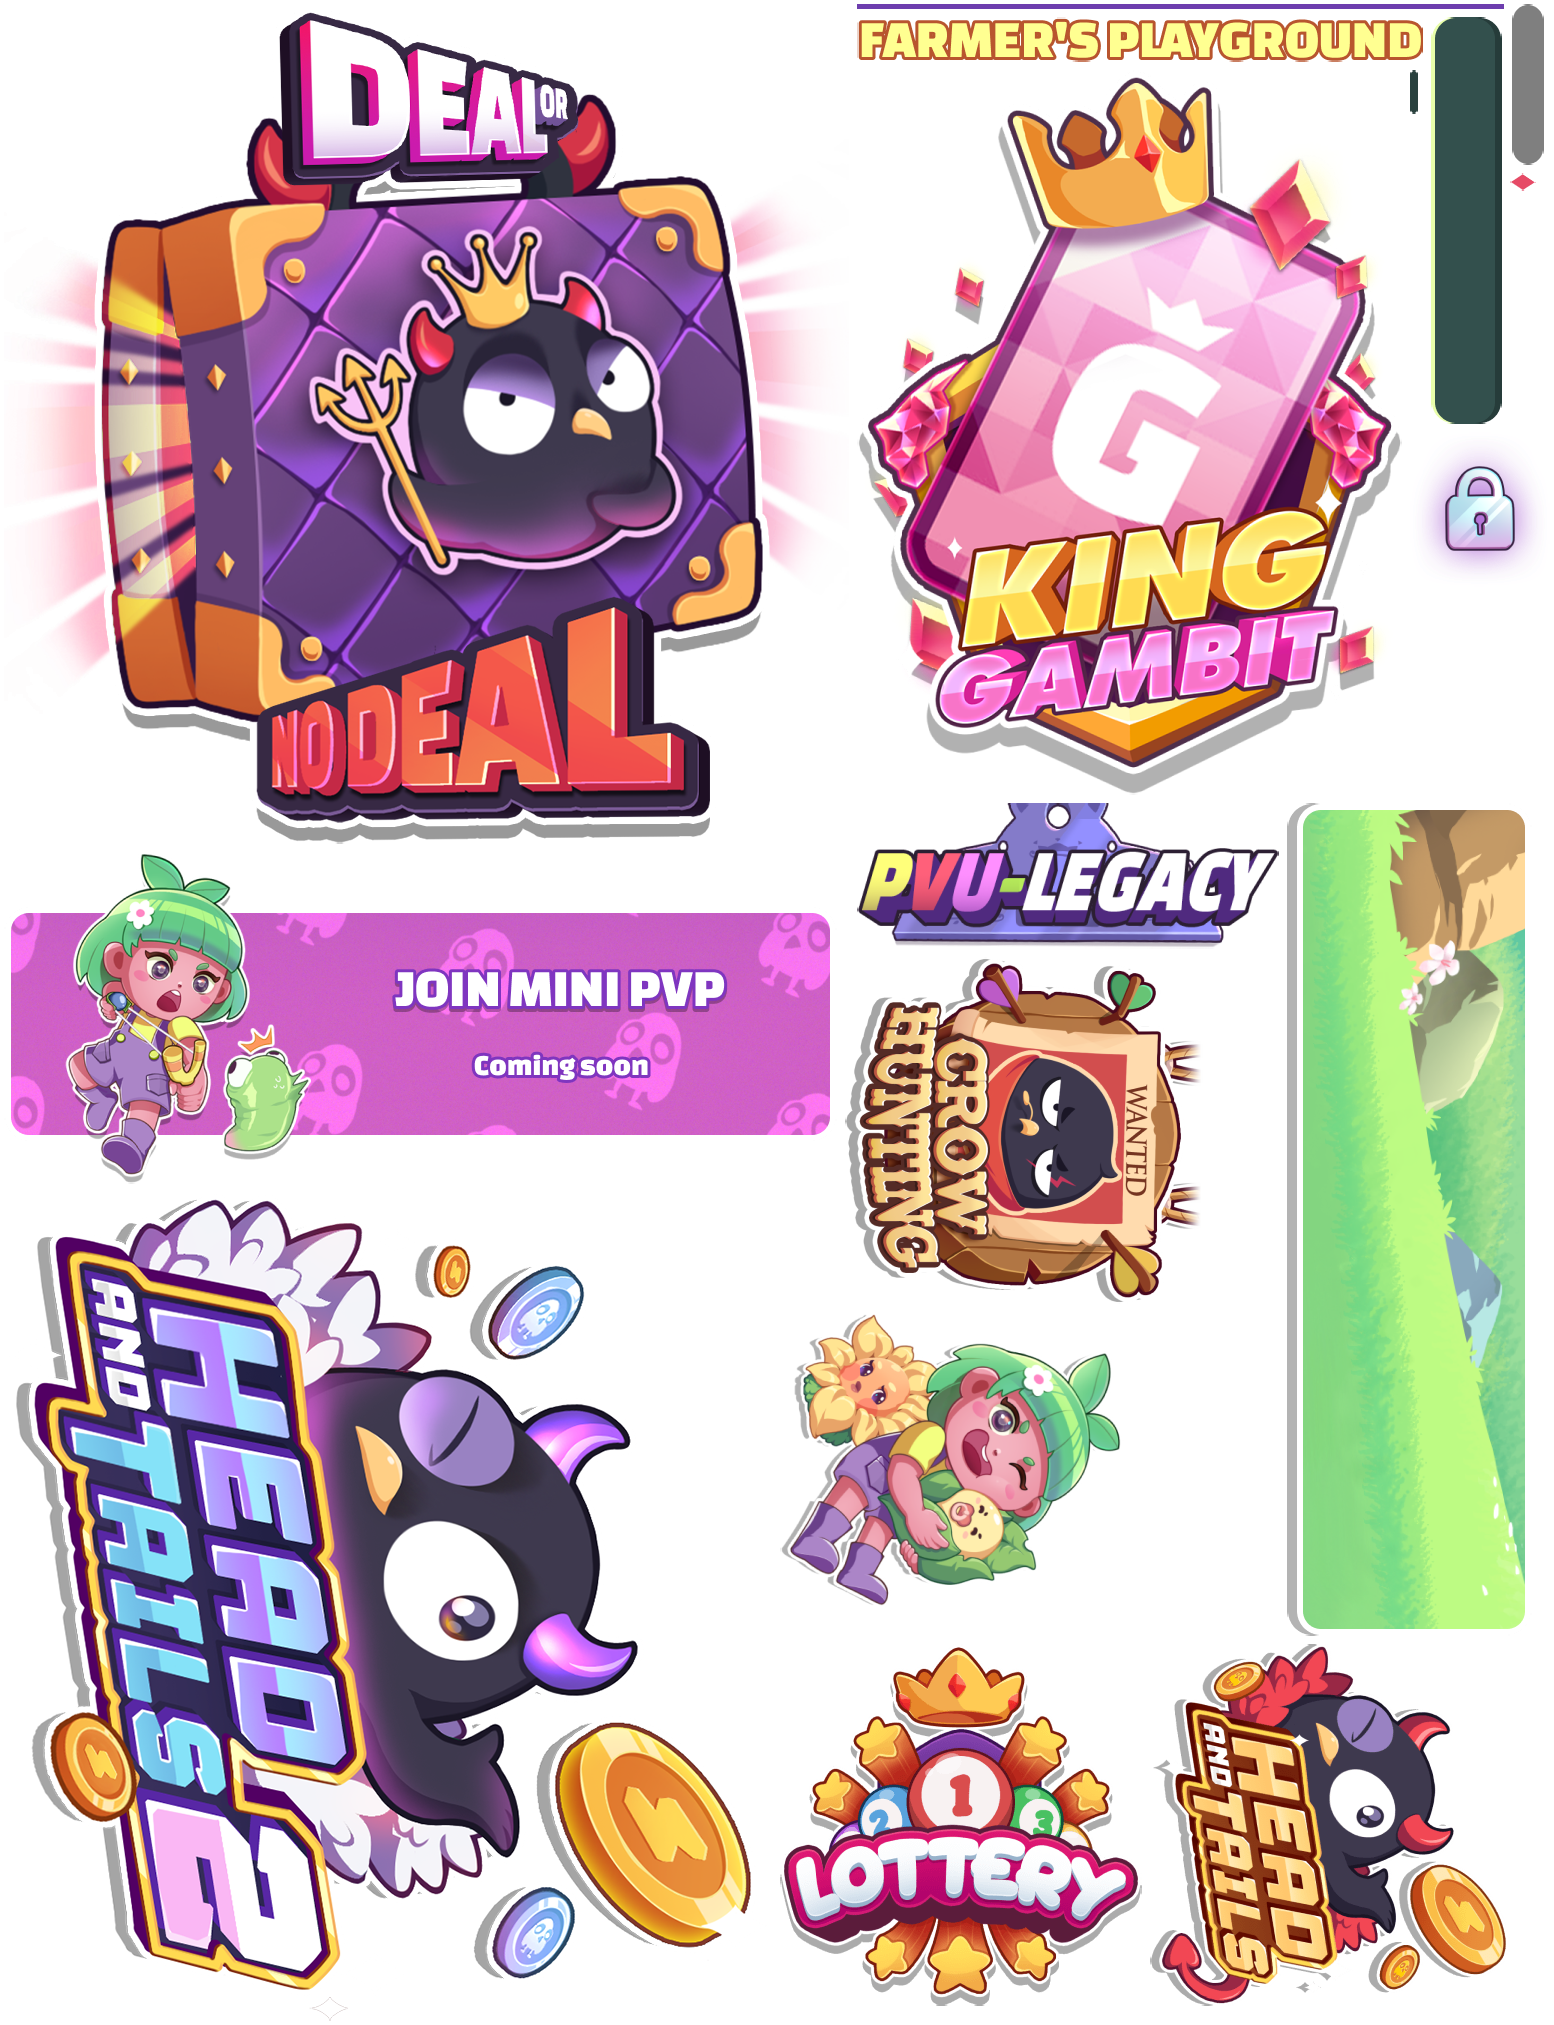 DEAL OR
NO DEAL
FARMER'S PLAYGROUND
G
KING
GAMBIT
JOIN MINI PVP
Coming soon
PVU-LEGACY
WANTED
CROW
HUNTING
HEAD
AND TAILS 2
1
2
3
LOTTERY
HEAD
AND TAILS